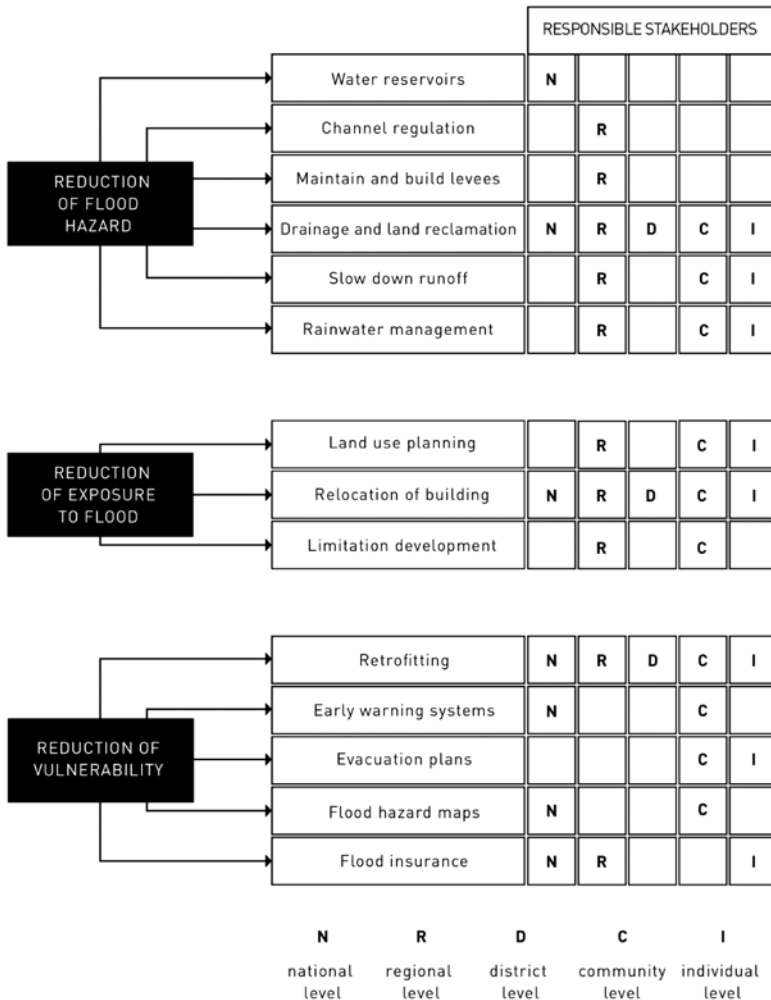 RESPONSIBLE STAKEHOLDERS
REDUCTION
OF FLOOD
HAZARD
Water reservoirs N
Channel regulation R
Maintain and build levees R
Drainage and land reclamation N R D C I
Slow down runoff R C I
Rainwater management R C I
REDUCTION
OF EXPOSURE
TO FLOOD
Land use planning R C I
Relocation of building N R D C I
Limitation development R C
REDUCTION OF
VULNERABILITY
Retrofitting N R D C I
Early warning systems N C
Evacuation plans C I
Flood hazard maps N C
Flood insurance N R I
N R D C I
national regional district community individual
level level level level level